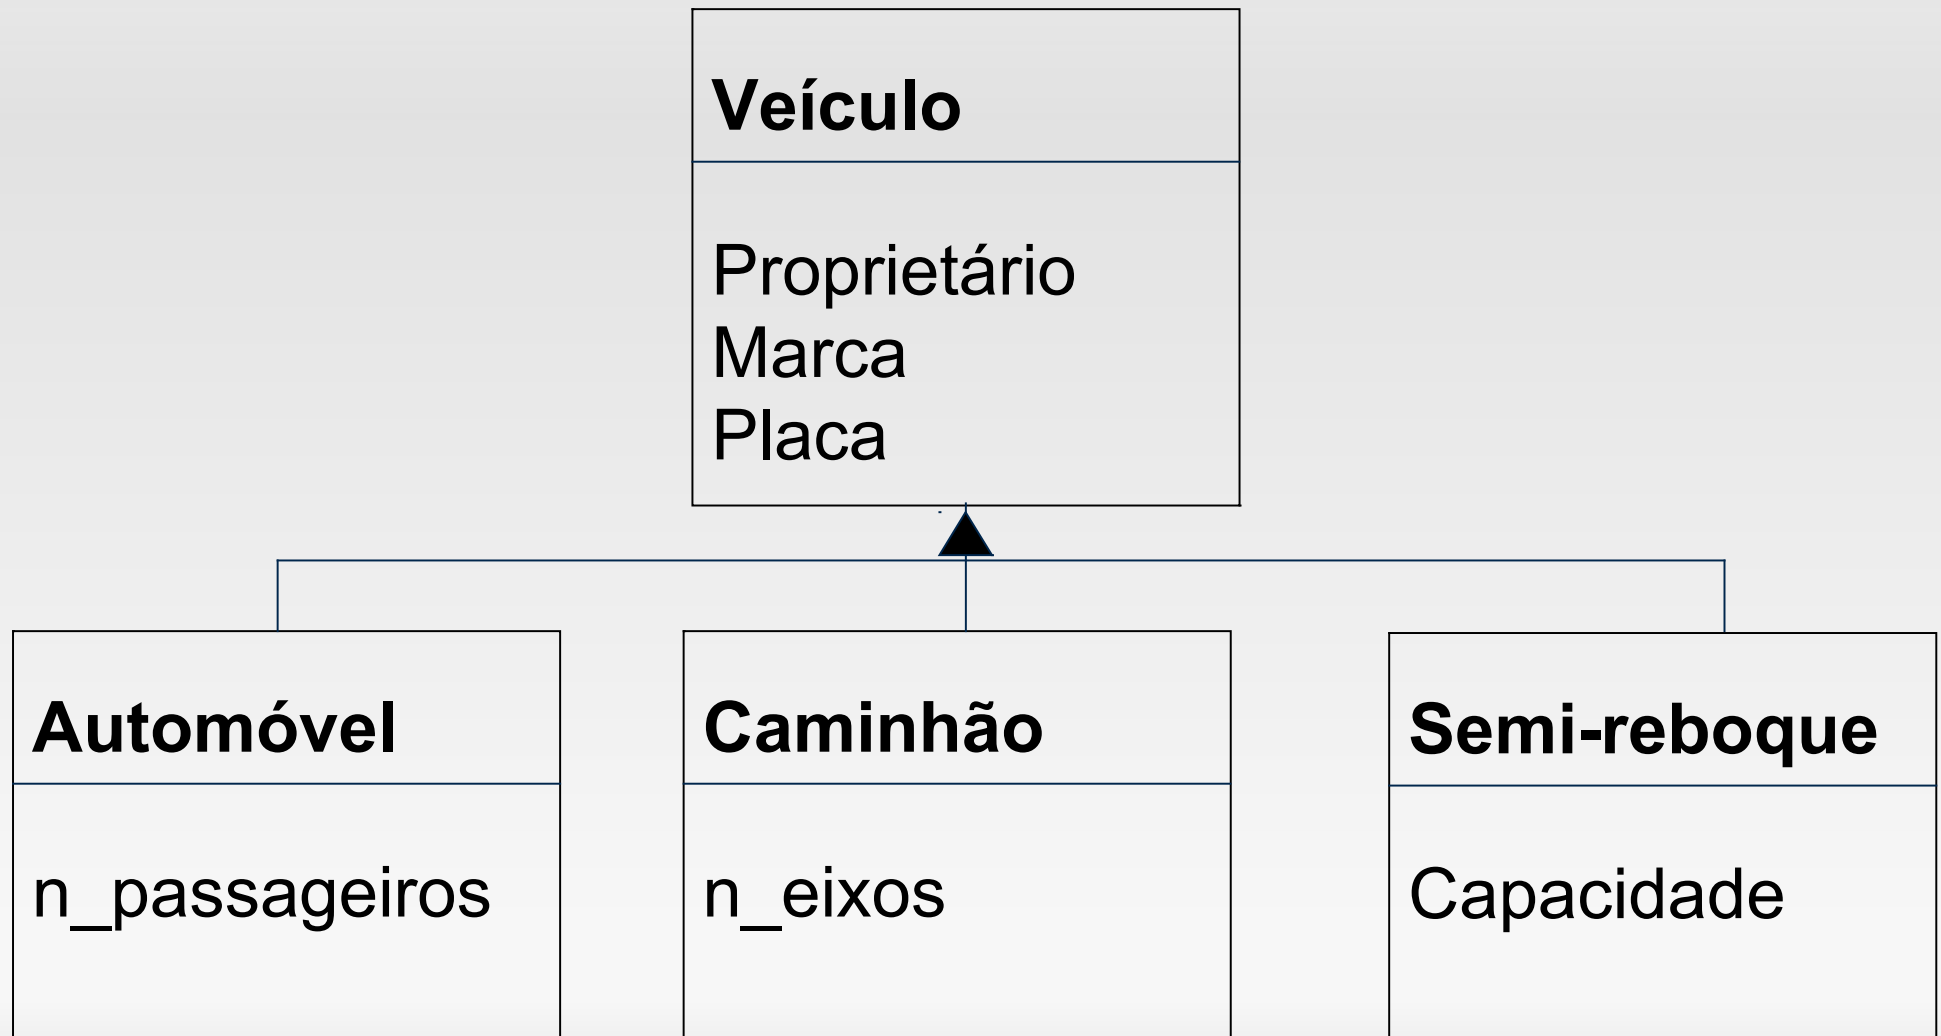 Veículo
Proprietário
Marca
Placa
Automóvel
n_passageiros
Caminhão
n_eixos
Semi-reboque
Capacidade